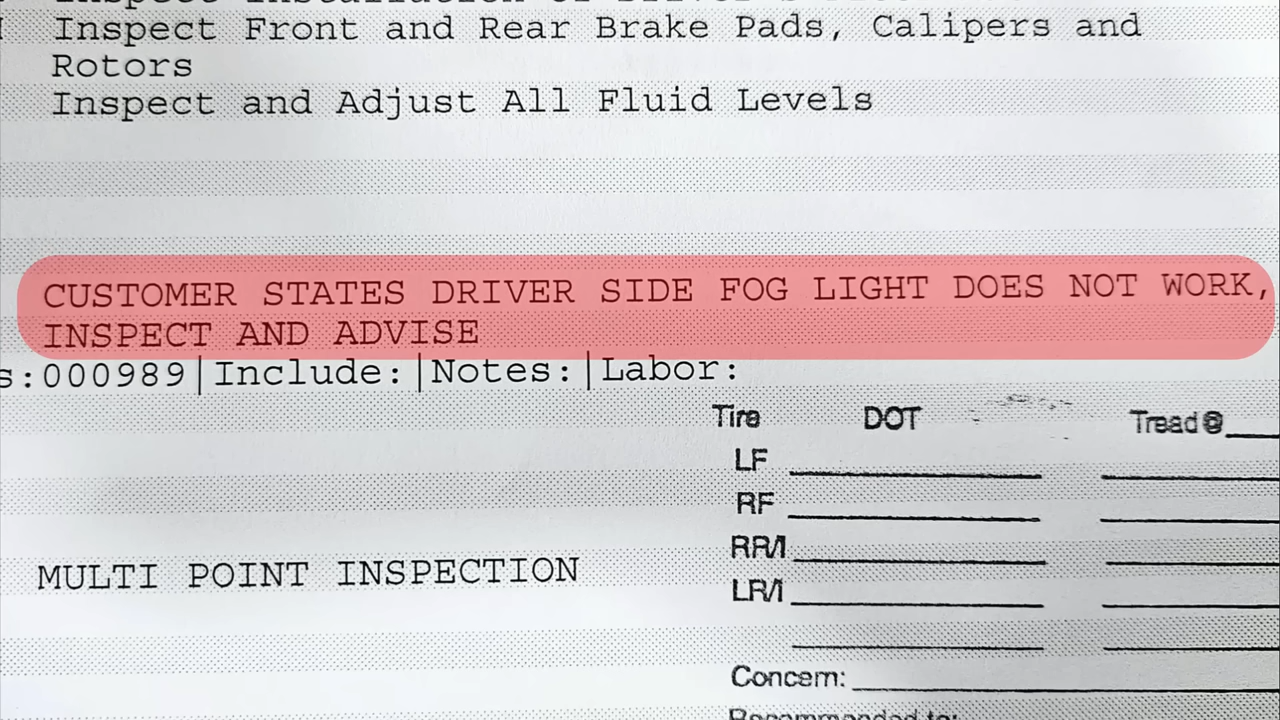 Inspect Front and Rear Brake Pads, Calipers and
Rotors
Inspect and Adjust All Fluid Levels
CUSTOMER STATES DRIVER SIDE FOG LIGHT DOES NOT WORK,
INSPECT AND ADVISE
s:000989|Include:|Notes:|Labor:
Tire DOT Tread@
LF
RF
RR/I
LR/I
MULTI POINT INSPECTION
Concern:
Recommended to: